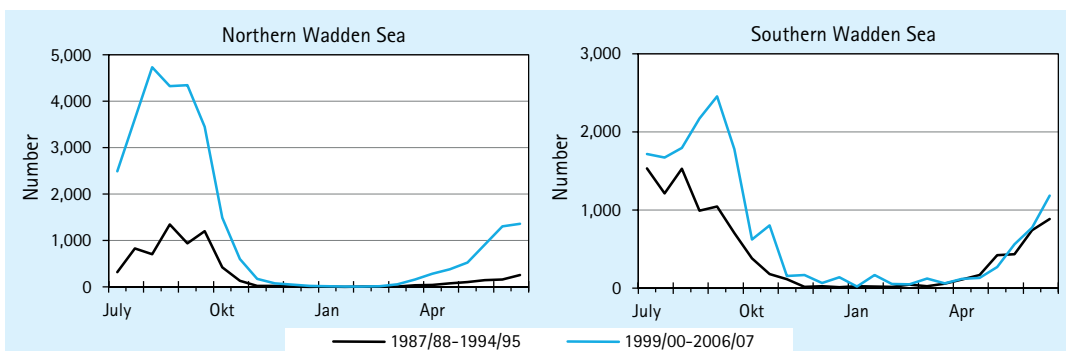 Northern Wadden Sea
5,000
4,000
3,000
2,000
1,000
0
Number
July
Okt
Jan
Apr
Southern Wadden Sea
3,000
2,000
1,000
0
Number
July
Okt
Jan
Apr
1987/88-1994/95
1999/00-2006/07